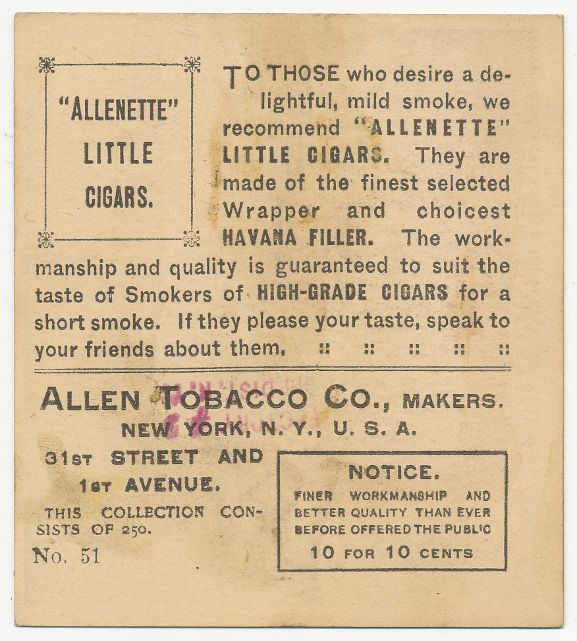 "ALLENETTE"
LITTLE
CIGARS.
TO THOSE who desire a de-
lightful, mild smoke, we
recommend "ALLENETTE"
LITTLE CIGARS. They are
made of the finest selected
Wrapper and choicest
HAVANA FILLER. The work-
manship and quality is guaranteed to suit the
taste of Smokers of HIGH-GRADE CIGARS for a
short smoke. If they please your taste, speak to
your friends about them. :: :: :: :: ::
ALLEN TOBACCO CO., MAKERS.
NEW YORK, N. Y., U. S. A.
31ST STREET AND
1ST AVENUE.
THIS COLLECTION CON-
SISTS OF 250.
No. 51
NOTICE.
FINER WORKMANSHIP AND
BETTER QUALITY THAN EVER
BEFORE OFFERED THE PUBLIC
10 FOR 10 CENTS